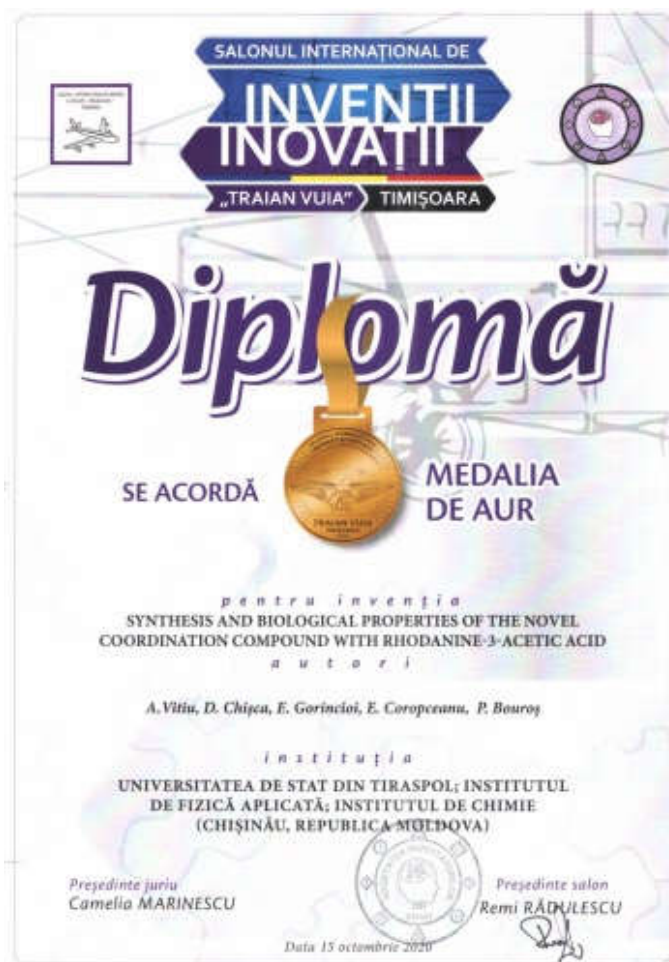 SALONUL INTERNAȚIONAL DE
INVENȚII
INOVAȚII
„TRAIAN VUIA” TIMIȘOARA
Diplomă
SE ACORDĂ
MEDALIA
DE AUR
TRAIAN VUIA
pentru invenția
SYNTHESIS AND BIOLOGICAL PROPERTIES OF THE NOVEL
COORDINATION COMPOUND WITH RHODANINE-3-ACETIC ACID
autori
A.Vitiu, D. Chișca, E. Gorincioi, E. Coropceanu, P. Bouroș
instituția
UNIVERSITATEA DE STAT DIN TIRASPOL; INSTITUTUL
DE FIZICĂ APLICATĂ; INSTITUTUL DE CHIMIE
(CHIȘINĂU, REPUBLICA MOLDOVA)
Președinte juriu
Camelia MARINESCU
Președinte salon
Remi RĂDULESCU
Data 15 octombrie 2020